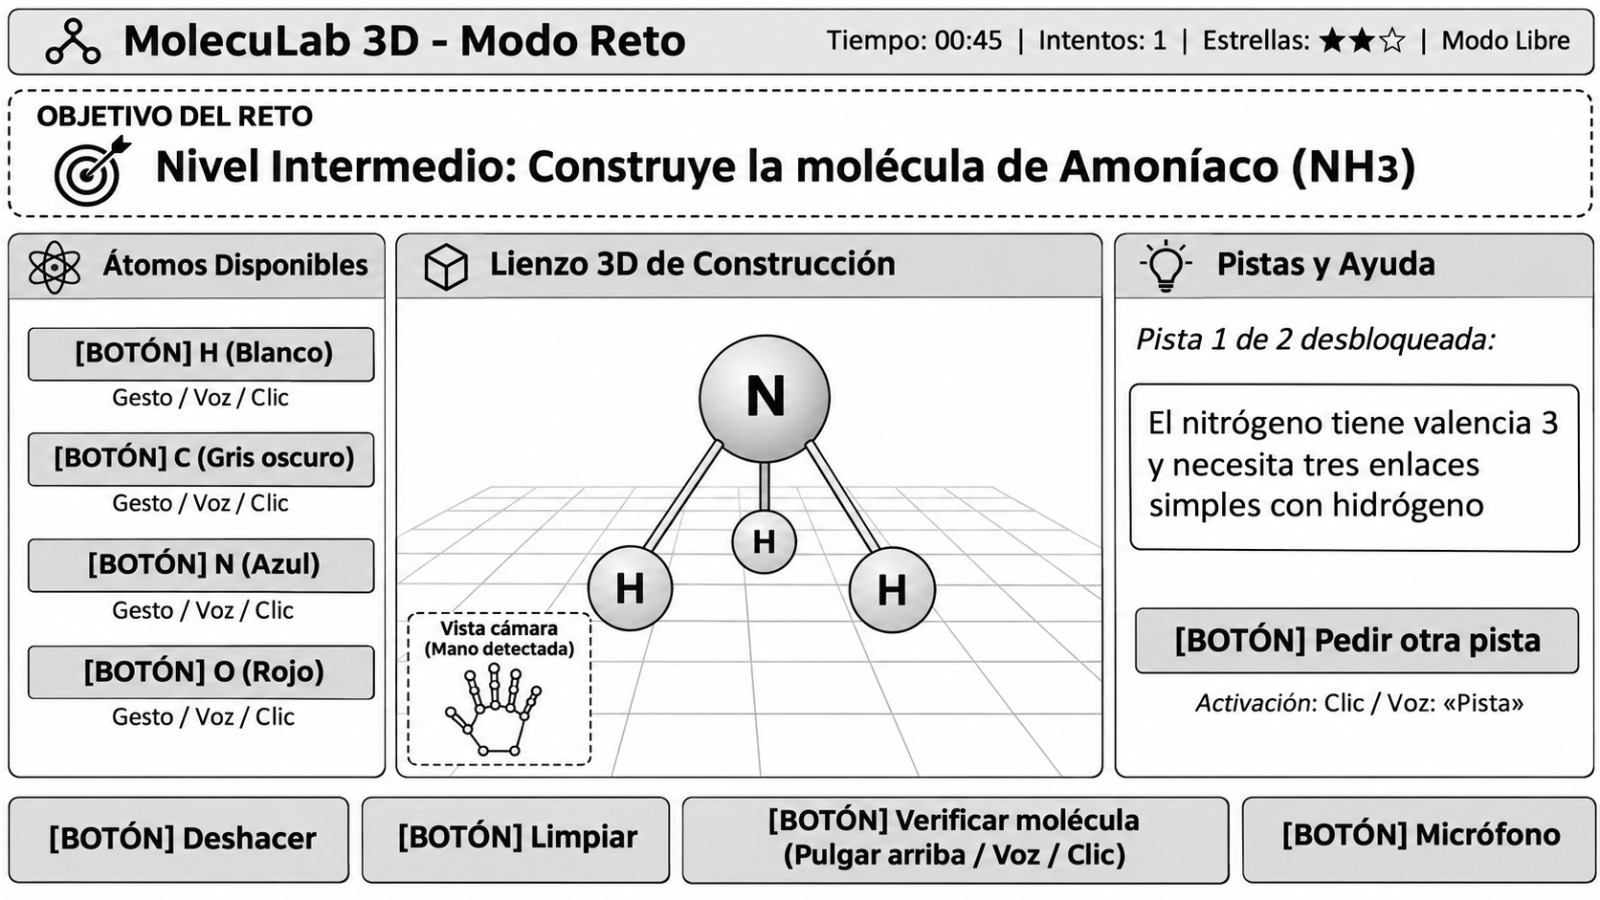 MolecuLab 3D - Modo Reto
Tiempo: 00:45 | Intentos: 1 | Estrellas: ★★☆ | Modo Libre
OBJETIVO DEL RETO
Nivel Intermedio: Construye la molécula de Amoníaco (NH3)
Átomos Disponibles
[BOTÓN] H (Blanco)
Gesto / Voz / Clic
[BOTÓN] C (Gris oscuro)
Gesto / Voz / Clic
[BOTÓN] N (Azul)
Gesto / Voz / Clic
[BOTÓN] O (Rojo)
Gesto / Voz / Clic
Lienzo 3D de Construcción
N
H
H
H
Vista cámara
(Mano detectada)
Pistas y Ayuda
Pista 1 de 2 desbloqueada:
El nitrógeno tiene valencia 3
y necesita tres enlaces
simples con hidrógeno
[BOTÓN] Pedir otra pista
Activación: Clic / Voz: «Pista»
[BOTÓN] Deshacer
[BOTÓN] Limpiar
[BOTÓN] Verificar molécula
(Pulgar arriba / Voz / Clic)
[BOTÓN] Micrófono